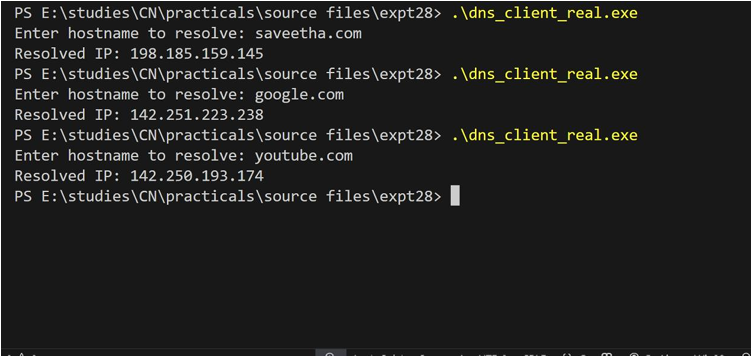 PS E:\studies\CN\practicals\source files\expt28> .\dns_client_real.exe
Enter hostname to resolve: saveetha.com
Resolved IP: 198.185.159.145
PS E:\studies\CN\practicals\source files\expt28> .\dns_client_real.exe
Enter hostname to resolve: google.com
Resolved IP: 142.251.223.238
PS E:\studies\CN\practicals\source files\expt28> .\dns_client_real.exe
Enter hostname to resolve: youtube.com
Resolved IP: 142.250.193.174
PS E:\studies\CN\practicals\source files\expt28>